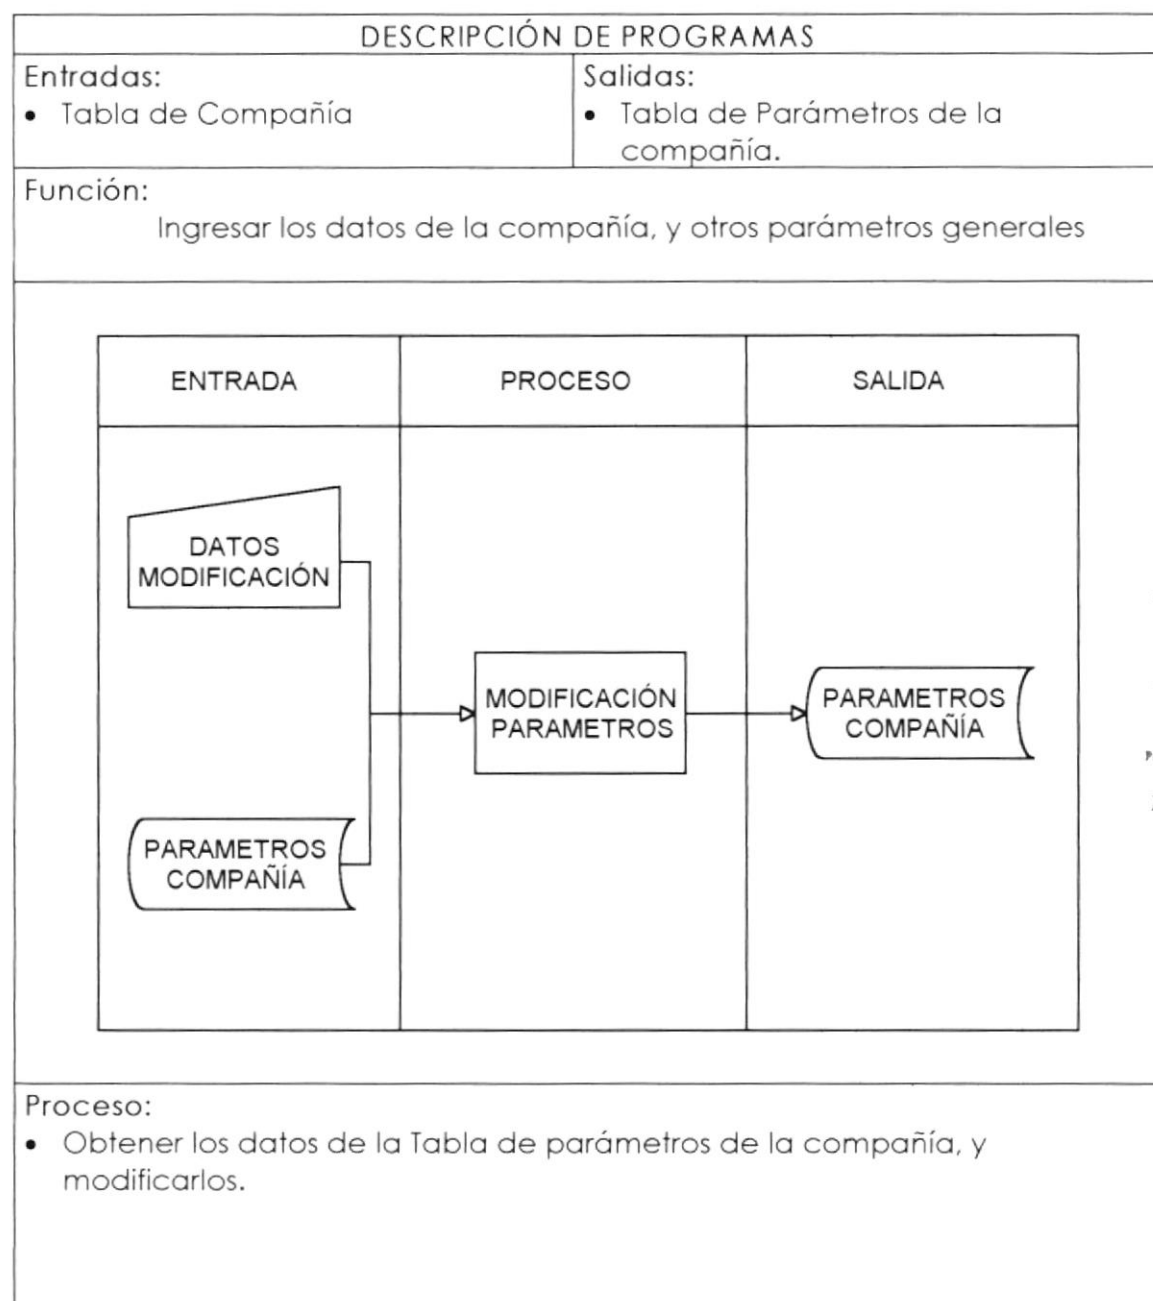 DESCRIPCIÓN DE PROGRAMAS
Entradas:
• Tabla de Compañía
Salidas:
• Tabla de Parámetros de la
compañía.
Función:
Ingresar los datos de la compañía, y otros parámetros generales
ENTRADA
PROCESO
SALIDA
DATOS
MODIFICACIÓN
MODIFICACIÓN
PARAMETROS
PARAMETROS
COMPAÑÍA
PARAMETROS
COMPAÑÍA
Proceso:
• Obtener los datos de la Tabla de parámetros de la compañía, y
modificarlos.